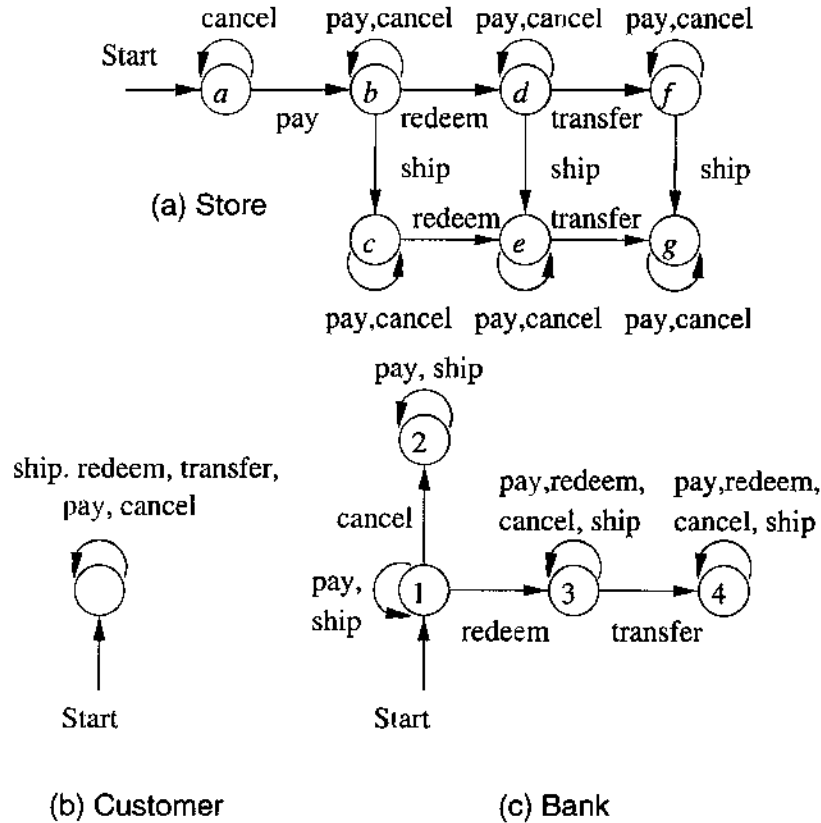 cancel pay,cancel pay,cancel pay,cancel
Start
a b d f
pay redeem transfer
ship ship ship
(a) Store
redeem transfer
c e g
pay,cancel pay,cancel pay,cancel
pay, ship
2
ship. redeem, transfer,
pay, cancel
pay,redeem, pay,redeem,
cancel cancel, ship cancel, ship
pay,
ship
1 3 4
redeem transfer
Start Start
(b) Customer (c) Bank